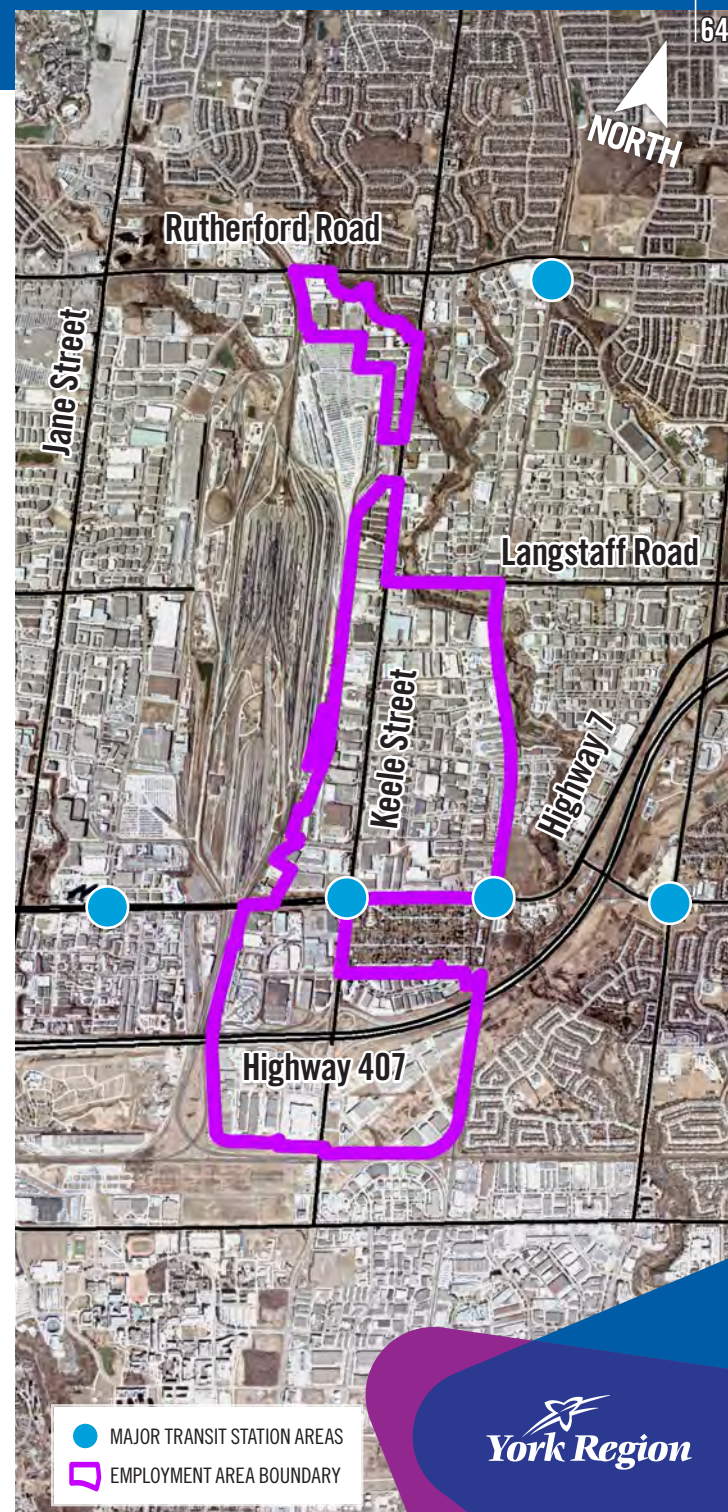 64
NORTH
Rutherford Road
Jane Street
Langstaff Road
Keele Street
Highway 7
Highway 407
MAJOR TRANSIT STATION AREAS
EMPLOYMENT AREA BOUNDARY
York Region